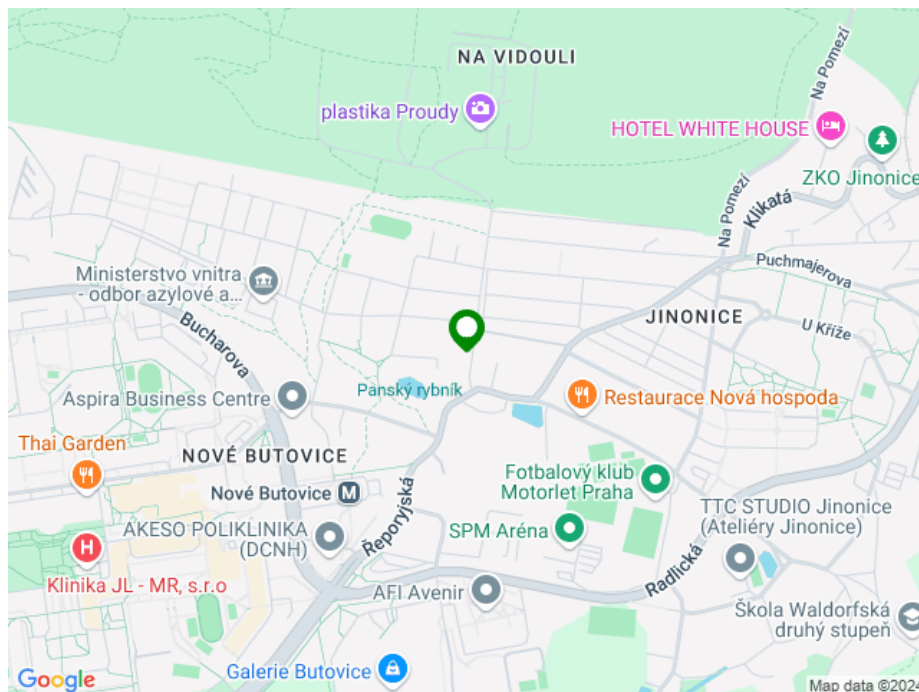 NA VIDOULI
Na Pomezí
plastika Proudy
HOTEL WHITE HOUSE
ZKO Jinonice
Na Pomezí
Klikatá
Puchmajerova
Ministerstvo vnitra
- odbor azylové a...
Bucharova
JINONICE
U Kříže
Panský rybník
Aspira Business Centre
Restaurace Nová hospoda
Thai Garden
NOVÉ BUTOVICE
Nové Butovice M
Fotbalový klub
Motorlet Praha
Řeporyjská
AKESO POLIKLINIKA
(DCNH)
SPM Aréna
TTC STUDIO Jinonice
(Ateliéry Jinonice)
Radlická
H
Klinika JL - MR, s.r.o
AFI Avenir
Škola Waldorfská
druhý stupeň
Galerie Butovice
Google
Map data ©2024